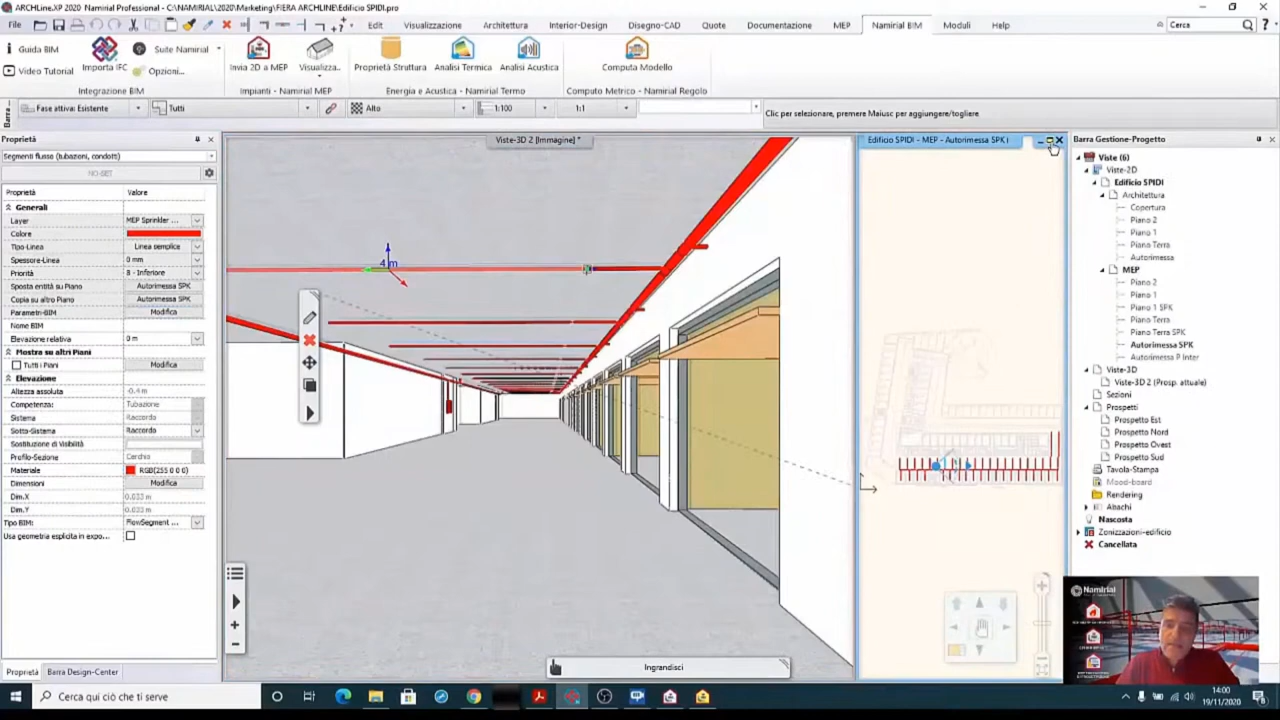 ARCHLine.XP 2020 Namirial Professional - C:\NAMIRIAL\2020\Marketing\FIERA ARCHLINE\Edificio SPIDI.pro
File
Edit
Visualizzazione
Architettura
Interior-Design
Disegno-CAD
Quote
Documentazione
MEP
Namirial BIM
Moduli
Help
Cerca
Guida BIM
Video Tutorial
Importa IFC
Suite Namirial
Opzioni...
Invia 2D a MEP
Visualizza...
Proprietà Struttura
Analisi Termica
Analisi Acustica
Computa Modello
Integrazione BIM
Impianti - Namirial MEP
Energia e Acustica - Namirial Termo
Computo Metrico - Namirial Regolo
Barra ...
Fase attiva: Esistente
Tutti
Alto
1:100
1:1
Clic per selezionare, premere Maiusc per aggiungere/togliere
Proprietà
Segmenti flusso (tubazioni, condotti)
NO-SET
Proprietà Valore
Generali
Layer MEP Sprinkler ...
Colore
Tipo-Linea Linea semplice
Spessore-Linea 0 mm
Priorità 8 - Inferiore
Sposta entità su Piano Autorimessa SPK
Copia su altro Piano Autorimessa SPK
Parametri-BIM Modifica
Nome BIM
Elevazione relativa 0 m
Mostra su altri Piani
Tutti i Piani Modifica
Elevazione
Altezza assoluta -0.4 m
Competenza: Tubazione
Sistema Raccordo
Sotto-Sistema Raccordo
Sostituzione di Visibilità
Profilo-Sezione Cerchio
Materiale RGB(255 0 0 0)
Dimensioni Modifica
Dim.X 0.033 m
Dim.Y 0.033 m
Tipo BIM: FlowSegment ...
Usa geometria esplicita in expo...
Proprietà
Barra Design-Center
Viste-3D 2 [Immagine] *
4 m
Ingrandisci
Edificio SPIDI - MEP - Autorimessa SPK (
Barra Gestione-Progetto
Viste (6)
Viste-2D
Edificio SPIDI
Architettura
Copertura
Piano 2
Piano 1
Piano Terra
Autorimessa
MEP
Piano 2
Piano 1
Piano 1 SPK
Piano Terra
Piano Terra SPK
Autorimessa SPK
Autorimessa P Inter
Viste-3D
Viste-3D 2 (Prosp. attuale)
Sezioni
Prospetti
Prospetto Est
Prospetto Nord
Prospetto Ovest
Prospetto Sud
Tavola-Stampa
Mood-board
Rendering
Abachi
Nascosta
Zonizzazioni-edificio
Cancellata
Namirial
Cerca qui ciò che ti serve
14:00
19/11/2020